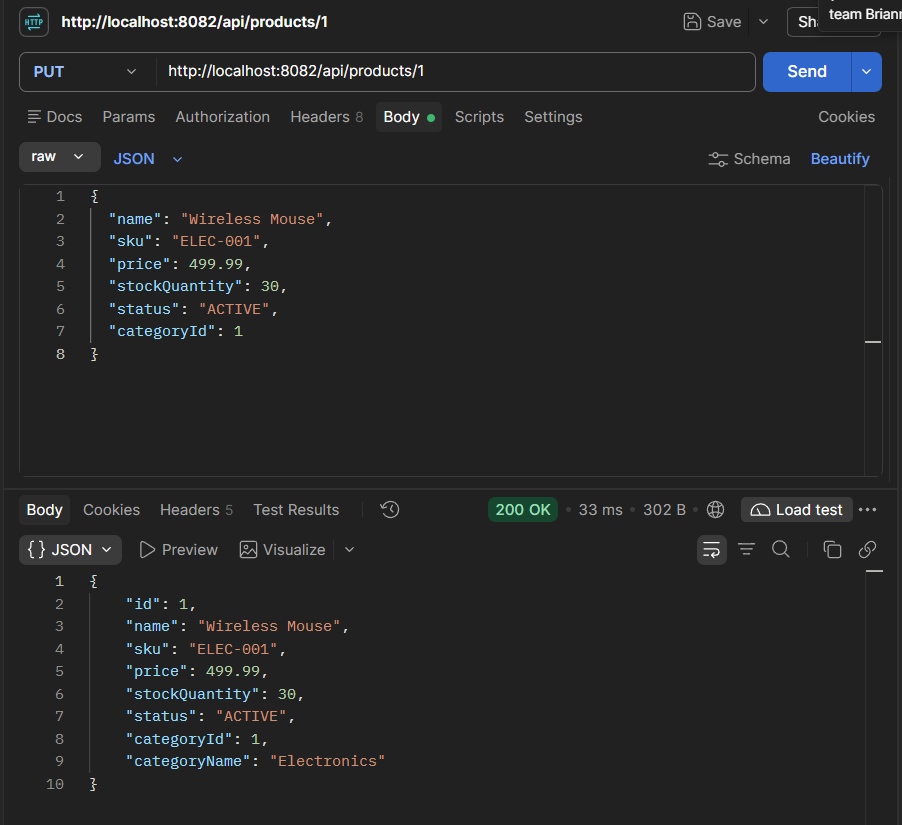 HTTP http://localhost:8082/api/products/1 Save Sh
team Briann
PUT http://localhost:8082/api/products/1 Send
Docs Params Authorization Headers 8 Body Scripts Settings Cookies
raw JSON Schema Beautify
1 {
2 "name": "Wireless Mouse",
3 "sku": "ELEC-001",
4 "price": 499.99,
5 "stockQuantity": 30,
6 "status": "ACTIVE",
7 "categoryId": 1
8 }
Body Cookies Headers 5 Test Results 200 OK • 33 ms • 302 B • Load test
{} JSON Preview Visualize
1 {
2 "id": 1,
3 "name": "Wireless Mouse",
4 "sku": "ELEC-001",
5 "price": 499.99,
6 "stockQuantity": 30,
7 "status": "ACTIVE",
8 "categoryId": 1,
9 "categoryName": "Electronics"
10 }